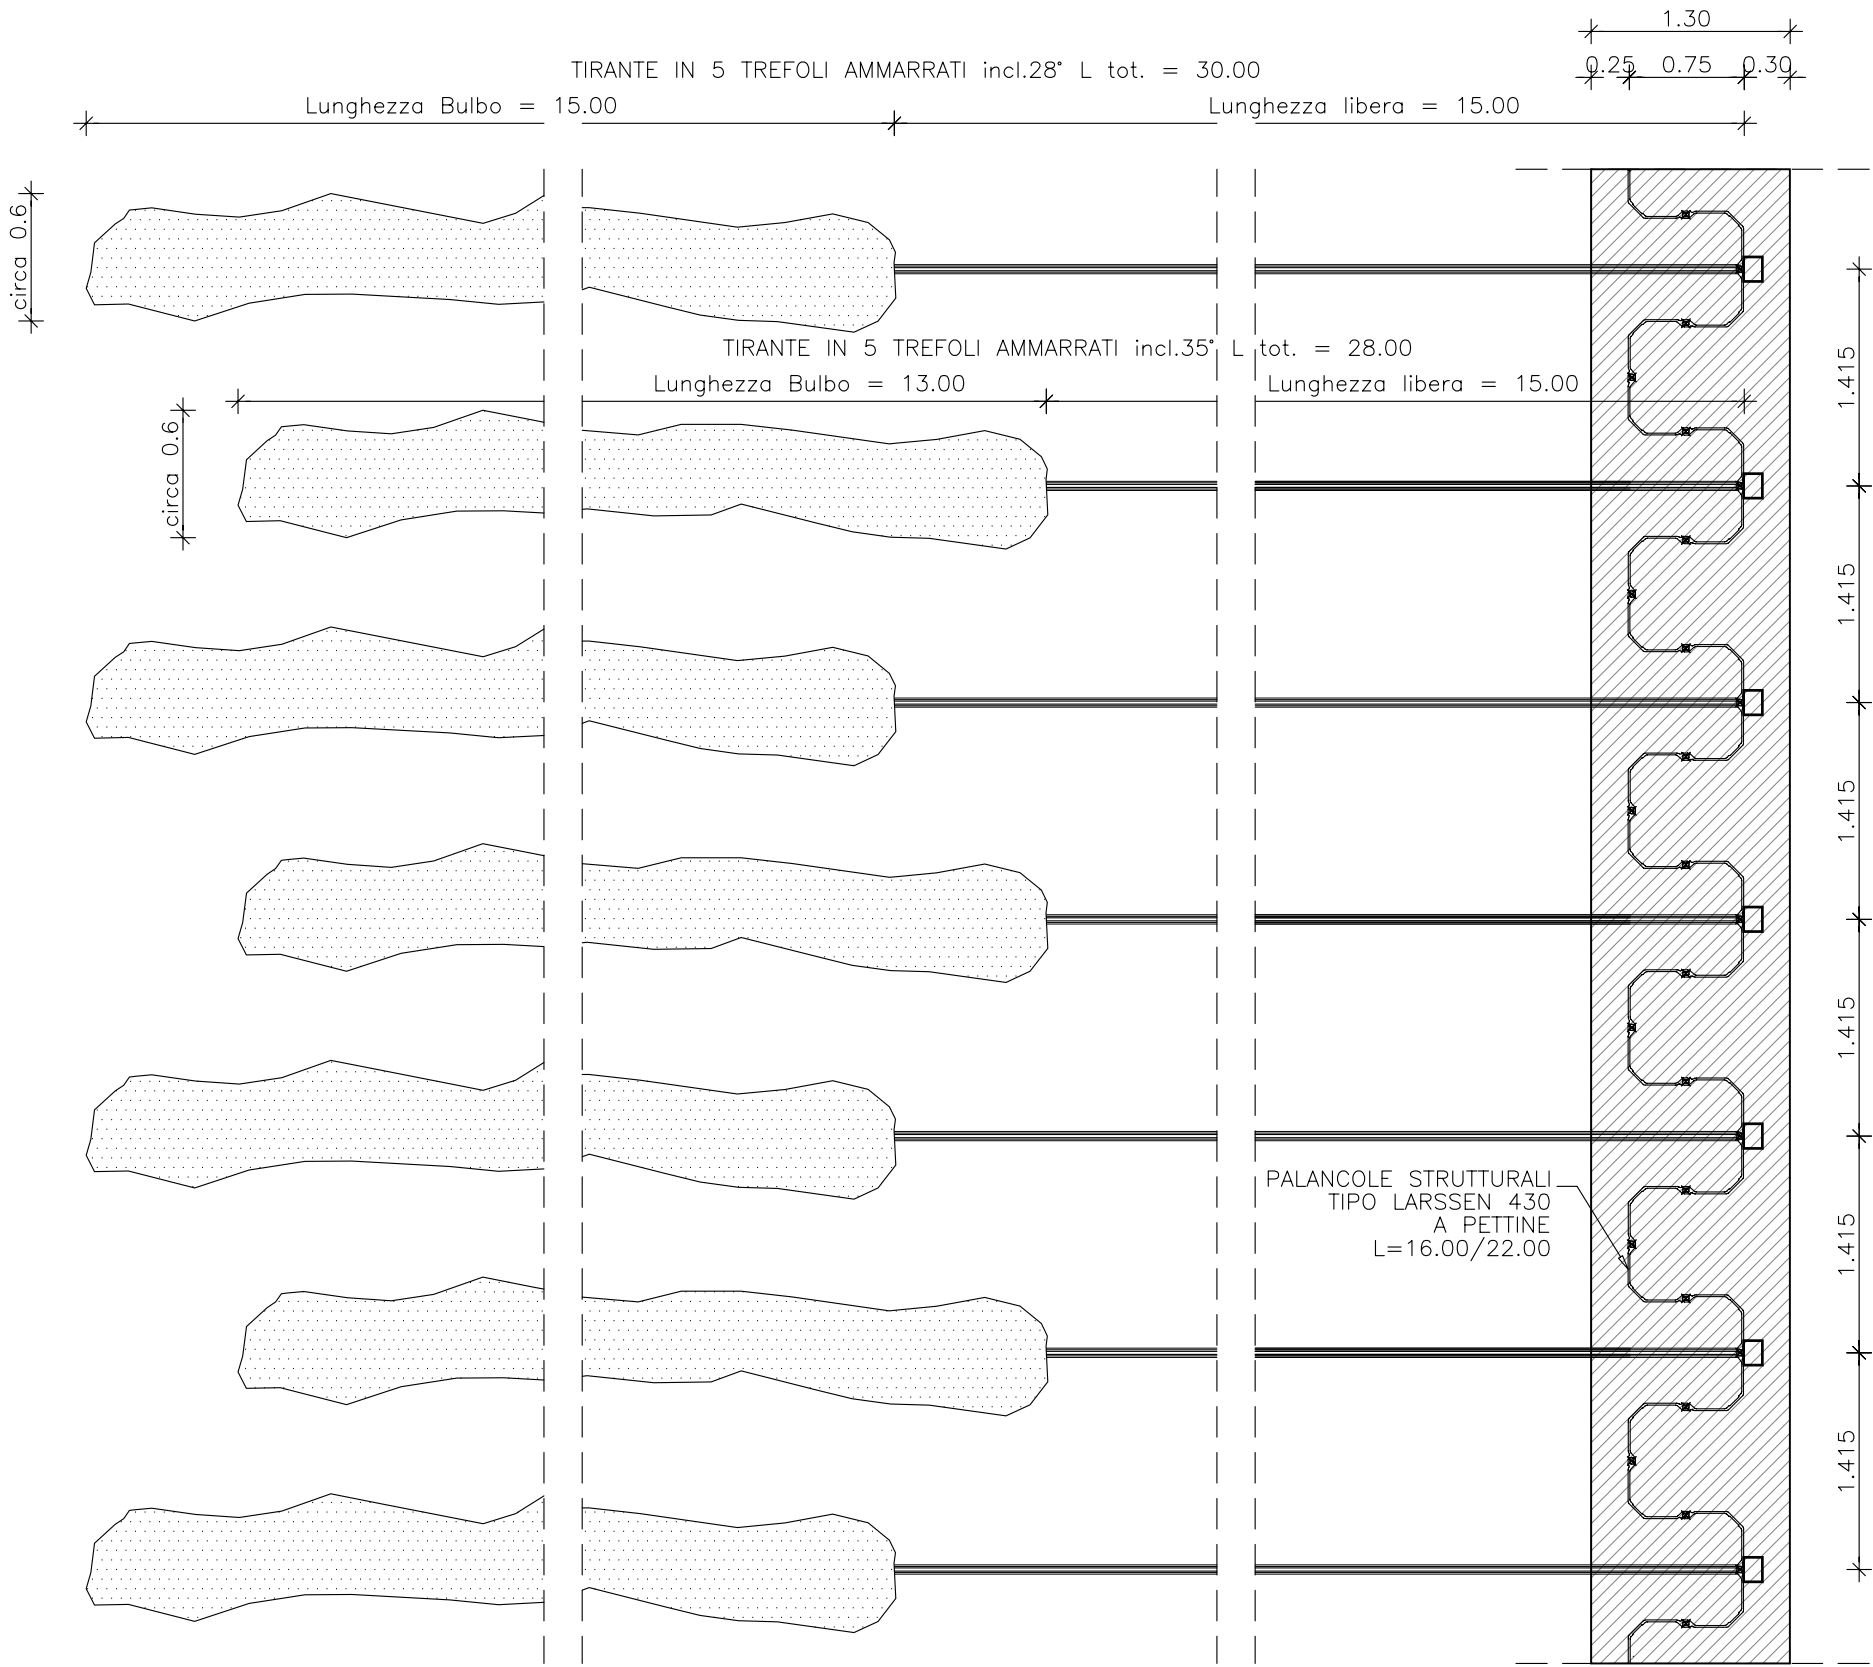 1.30
0.25 0.75 0.30
TIRANTE IN 5 TREFOLI AMMARRATI incl.28° L tot. = 30.00
Lunghezza Bulbo = 15.00
Lunghezza libera = 15.00
circa 0.6
TIRANTE IN 5 TREFOLI AMMARRATI incl.35° L tot. = 28.00
Lunghezza Bulbo = 13.00
Lunghezza libera = 15.00
circa 0.6
1.415
1.415
1.415
1.415
PALANCOLE STRUTTURALI
TIPO LARSSEN 430
A PETTINE
L=16.00/22.00
1.415
1.415